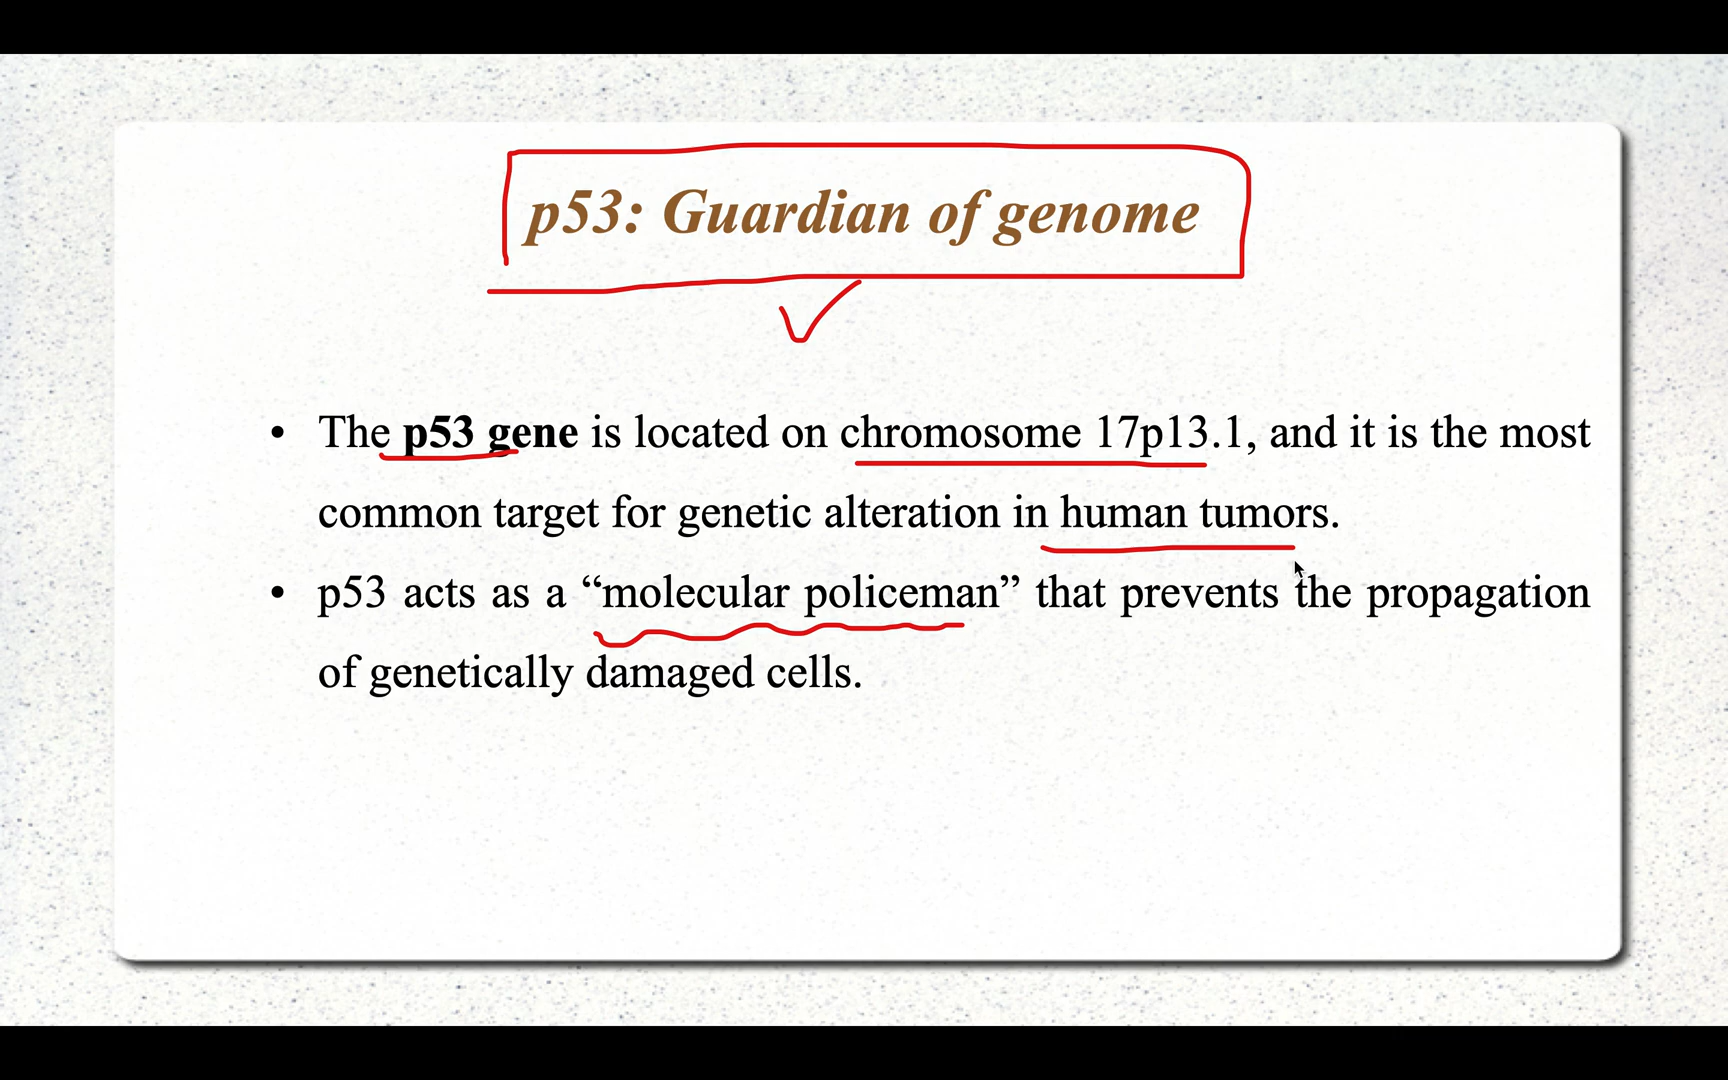 p53: Guardian of genome
• The p53 gene is located on chromosome 17p13.1, and it is the most
common target for genetic alteration in human tumors.
• p53 acts as a “molecular policeman” that prevents the propagation
of genetically damaged cells.